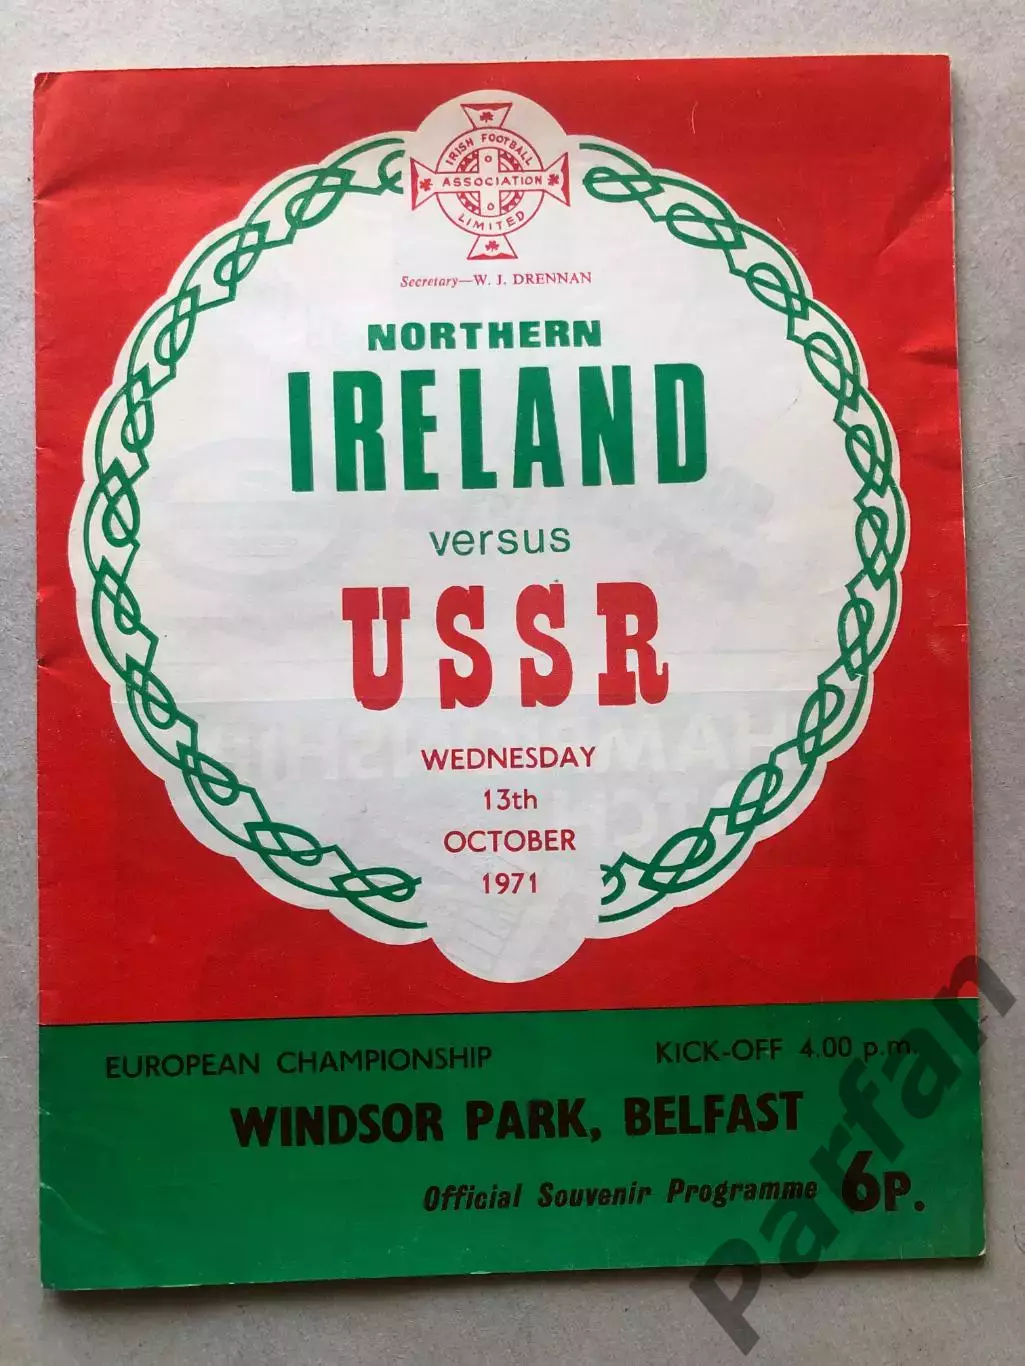 IRISH FOOTBALL
ASSOCIATION
LIMITED
Secretary—W. J. DRENNAN
NORTHERN
IRELAND
versus
USSR
WEDNESDAY
13th
OCTOBER
1971
EUROPEAN CHAMPIONSHIP KICK-OFF 4.00 p.m.
WINDSOR PARK, BELFAST
Official Souvenir Programme 6P.
Parfan